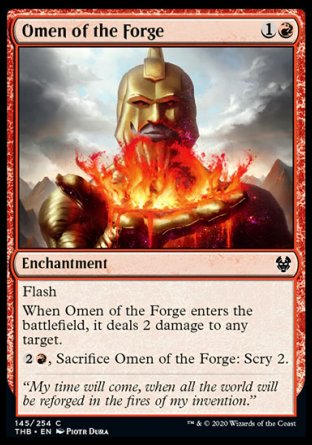 Omen of the Forge 1
Enchantment
Flash
When Omen of the Forge enters the
battlefield, it deals 2 damage to any
target.
2, Sacrifice Omen of the Forge: Scry 2.
"My time will come, when all the world will
be reforged in the fires of my invention."
145/254 C
THB • EN Piotr Dura
™ & © 2020 Wizards of the Coast